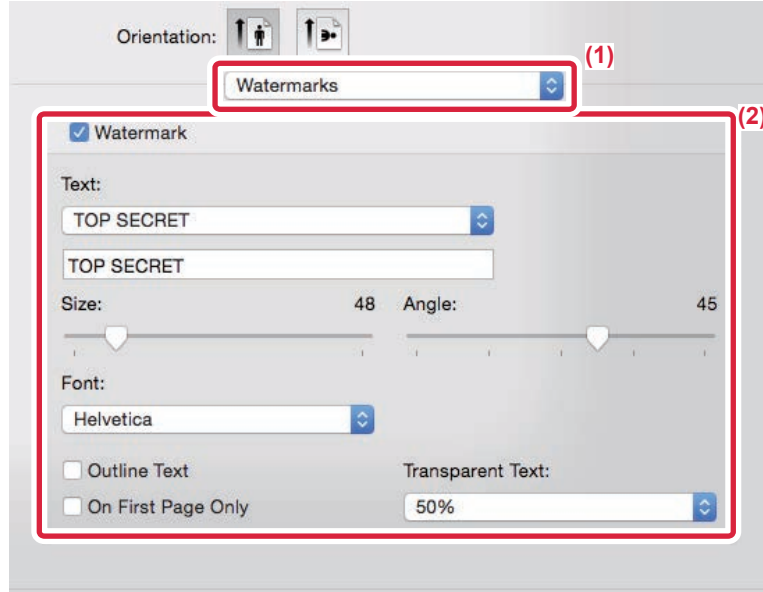 Orientation:
(1)
Watermarks
(2)
Watermark
Text:
TOP SECRET
TOP SECRET
Size: 48 Angle: 45
Font:
Helvetica
Outline Text Transparent Text:
On First Page Only 50%